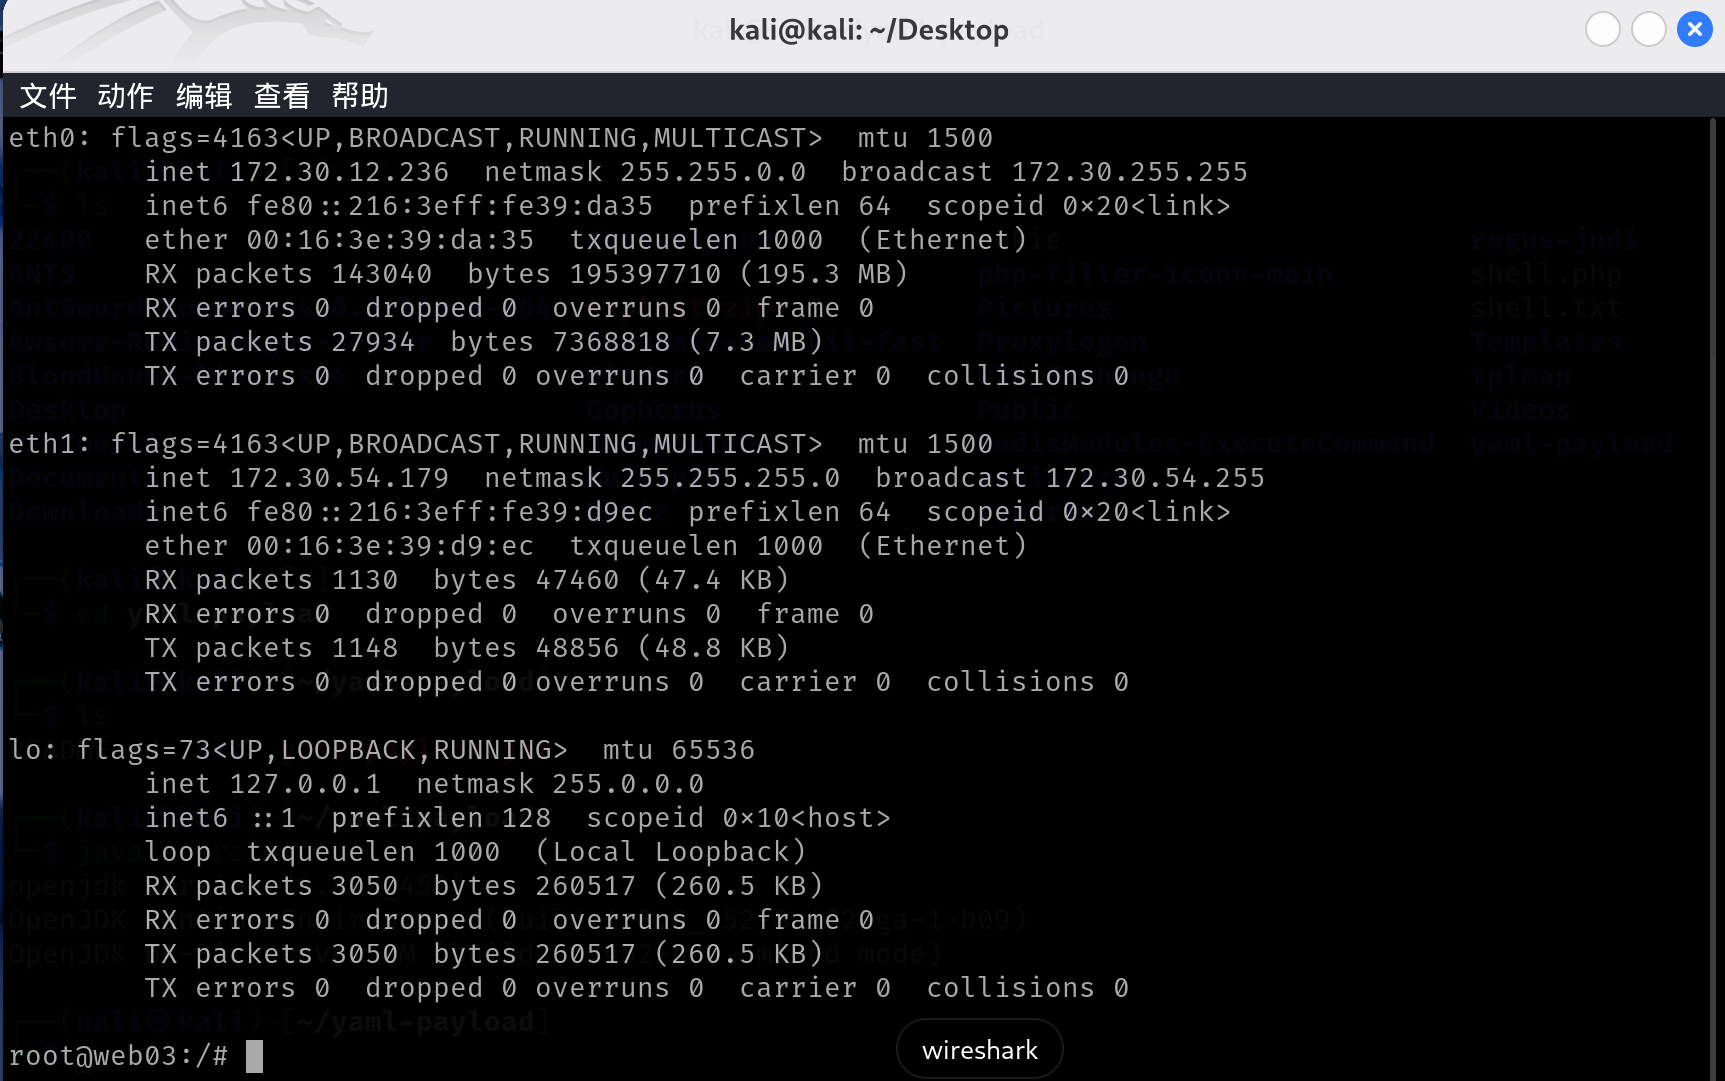 kali@kali: ~/Desktop
文件 动作 编辑 查看 帮助
eth0: flags=4163<UP,BROADCAST,RUNNING,MULTICAST>  mtu 1500
        inet 172.30.12.236  netmask 255.255.0.0  broadcast 172.30.255.255
        inet6 fe80::216:3eff:fe39:da35  prefixlen 64  scopeid 0×20<link>
        ether 00:16:3e:39:da:35  txqueuelen 1000  (Ethernet)
        RX packets 143040  bytes 195397710 (195.3 MB)
        RX errors 0  dropped 0  overruns 0  frame 0
        TX packets 27934  bytes 7368818 (7.3 MB)
        TX errors 0  dropped 0 overruns 0  carrier 0  collisions 0
eth1: flags=4163<UP,BROADCAST,RUNNING,MULTICAST>  mtu 1500
        inet 172.30.54.179  netmask 255.255.255.0  broadcast 172.30.54.255
        inet6 fe80::216:3eff:fe39:d9ec  prefixlen 64  scopeid 0×20<link>
        ether 00:16:3e:39:d9:ec  txqueuelen 1000  (Ethernet)
        RX packets 1130  bytes 47460 (47.4 KB)
        RX errors 0  dropped 0  overruns 0  frame 0
        TX packets 1148  bytes 48856 (48.8 KB)
        TX errors 0  dropped 0 overruns 0  carrier 0  collisions 0
lo: flags=73<UP,LOOPBACK,RUNNING>  mtu 65536
        inet 127.0.0.1  netmask 255.0.0.0
        inet6 ::1  prefixlen 128  scopeid 0×10<host>
        loop  txqueuelen 1000  (Local Loopback)
        RX packets 3050  bytes 260517 (260.5 KB)
        RX errors 0  dropped 0  overruns 0  frame 0
        TX packets 3050  bytes 260517 (260.5 KB)
        TX errors 0  dropped 0 overruns 0  carrier 0  collisions 0
root@web03:/#
wireshark